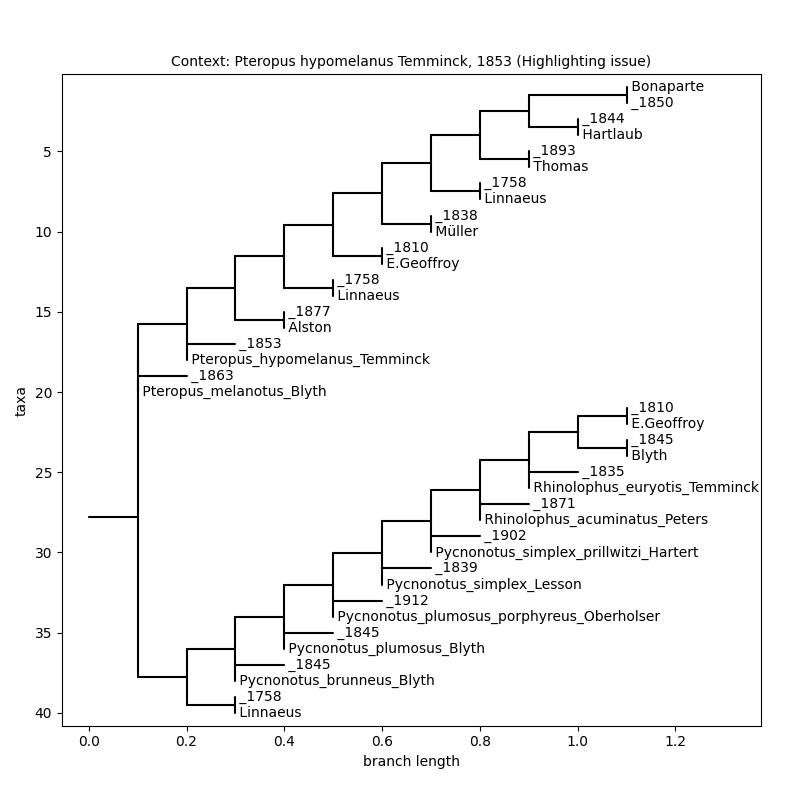 Context: Pteropus hypomelanus Temminck, 1853 (Highlighting issue)
Bonaparte
_1850
_1844
Hartlaub
_1893
Thomas
_1758
Linnaeus
_1838
Müller
_1810
E.Geoffroy
_1758
Linnaeus
_1877
Alston
_1853
Pteropus_hypomelanus_Temminck
_1863
Pteropus_melanotus_Blyth
_1810
E.Geoffroy
_1845
Blyth
_1835
Rhinolophus_euryotis_Temminck
_1871
Rhinolophus_acuminatus_Peters
_1902
Pycnonotus_simplex_prillwitzi_Hartert
_1839
Pycnonotus_simplex_Lesson
_1912
Pycnonotus_plumosus_porphyreus_Oberholser
_1845
Pycnonotus_plumosus_Blyth
_1845
Pycnonotus_brunneus_Blyth
_1758
Linnaeus
5
10
15
20
25
30
35
40
taxa
0.0 0.2 0.4 0.6 0.8 1.0 1.2
branch length